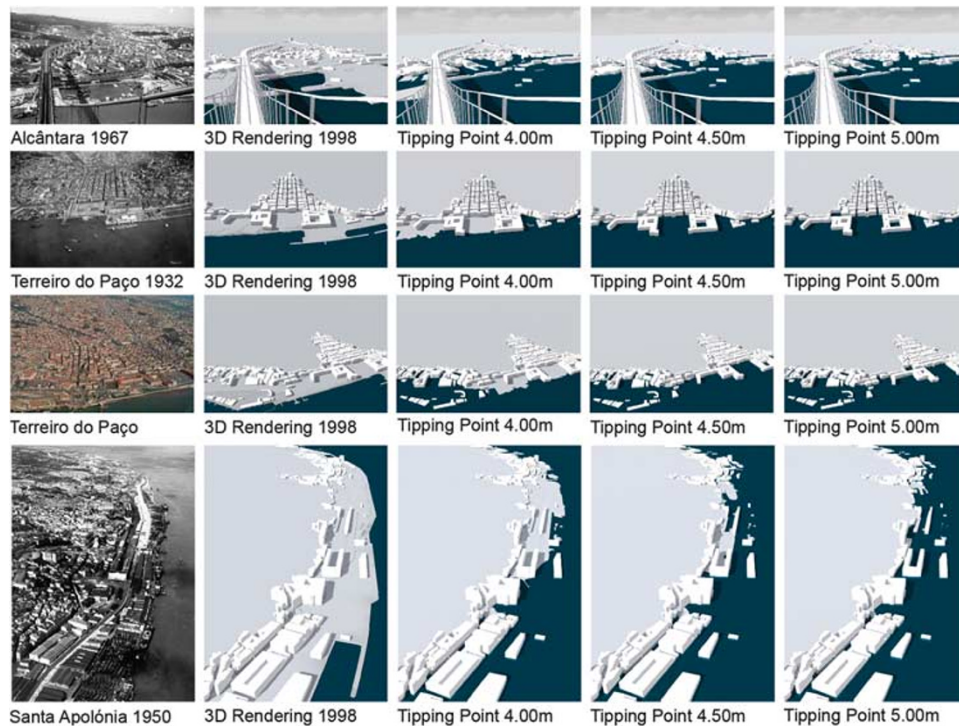 Alcântara 1967
3D Rendering 1998
Tipping Point 4.00m
Tipping Point 4.50m
Tipping Point 5.00m
Terreiro do Paço 1932
3D Rendering 1998
Tipping Point 4.00m
Tipping Point 4.50m
Tipping Point 5.00m
Terreiro do Paço
3D Rendering 1998
Tipping Point 4.00m
Tipping Point 4.50m
Tipping Point 5.00m
Santa Apolónia 1950
3D Rendering 1998
Tipping Point 4.00m
Tipping Point 4.50m
Tipping Point 5.00m